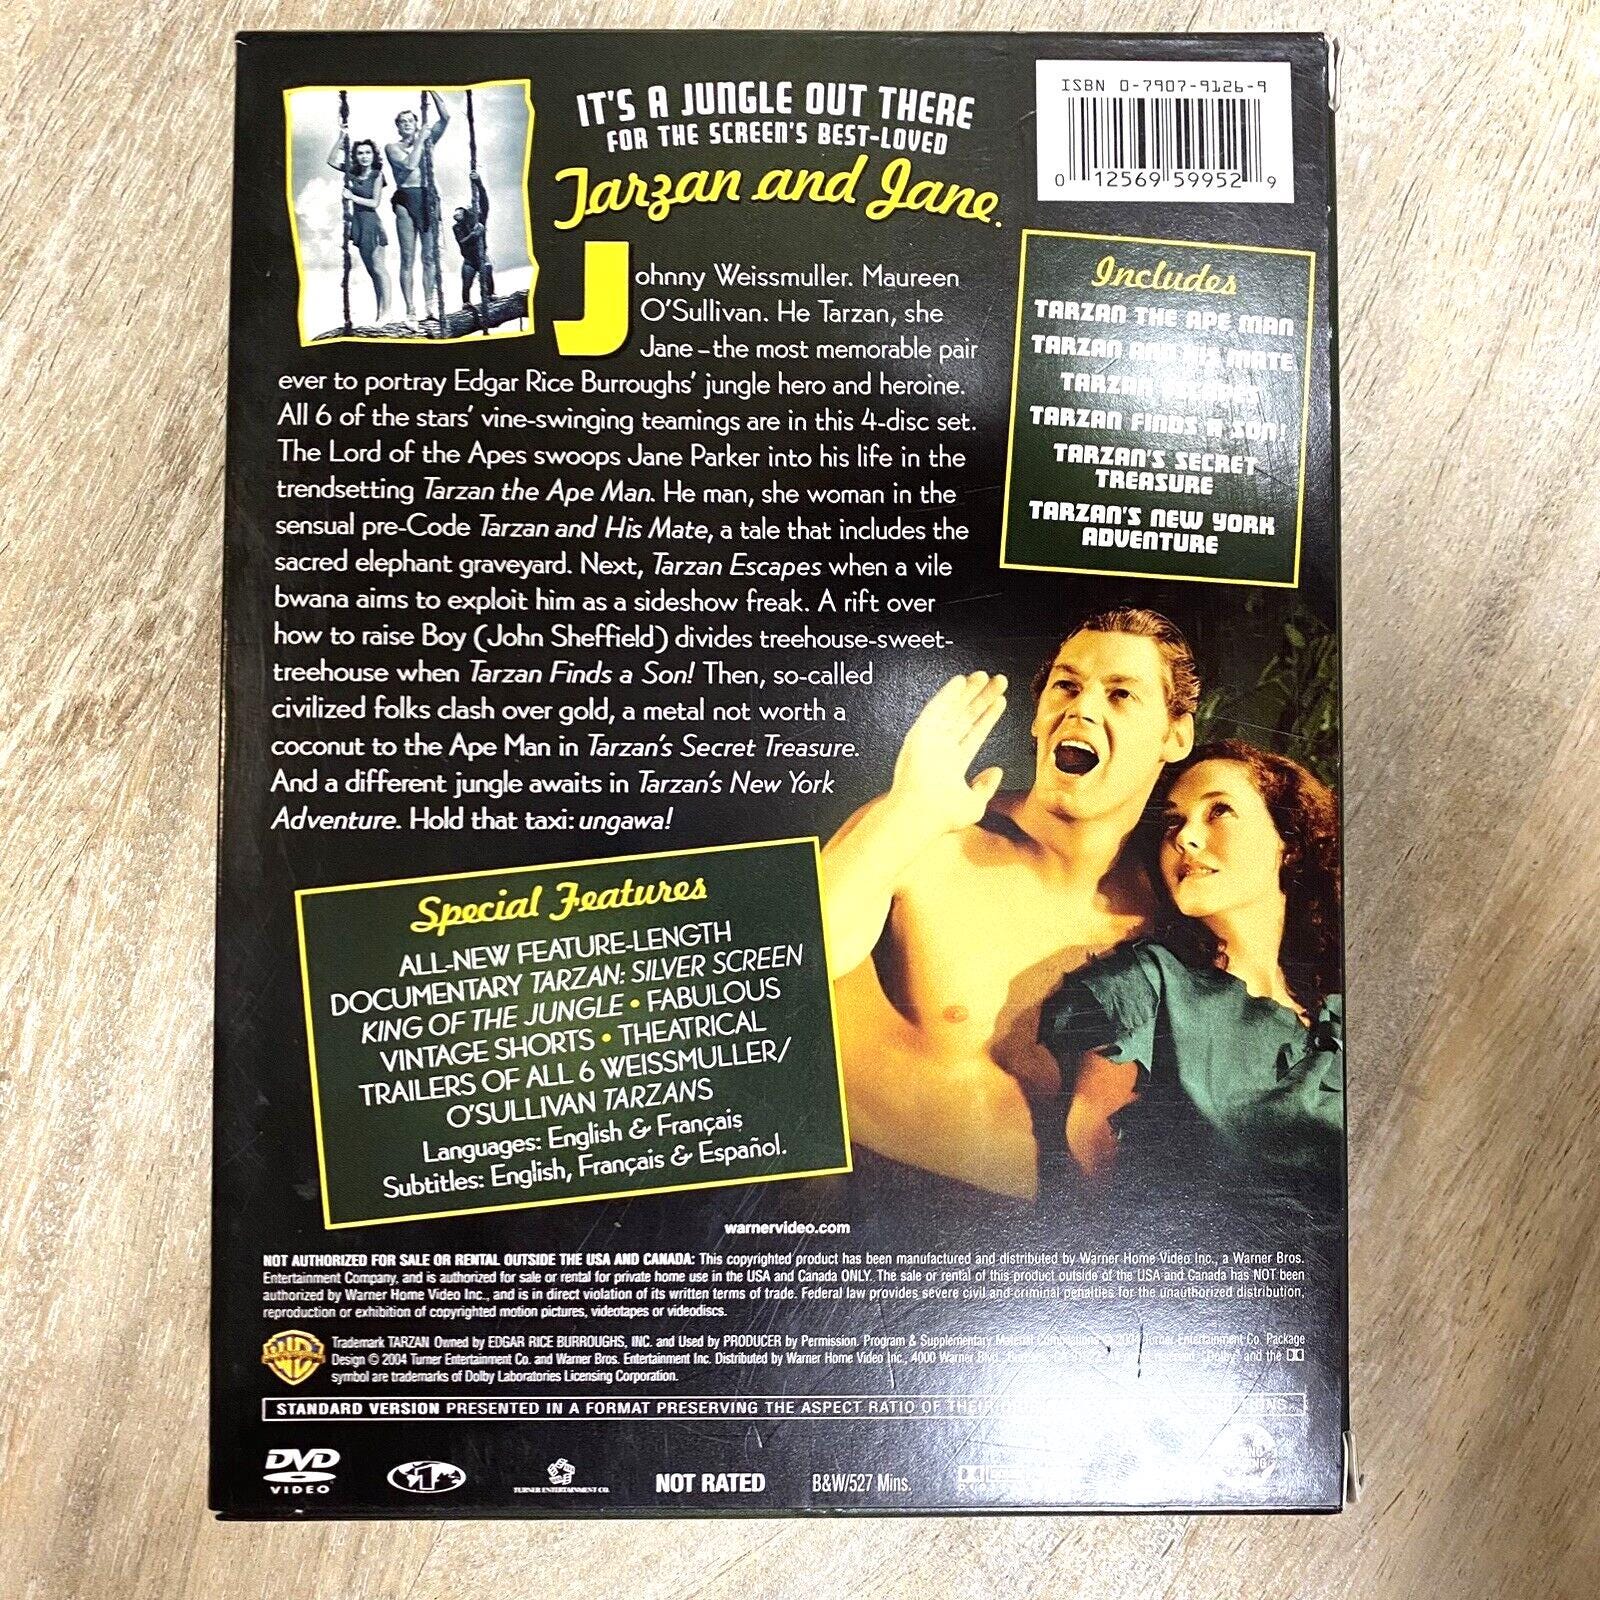 IT'S A JUNGLE OUT THERE
FOR THE SCREEN'S BEST-LOVED
Tarzan and Jane.
ISBN 0-7907-9126-9
0 12569 59952 9
Johnny Weissmuller. Maureen
O'Sullivan. He Tarzan, she
Jane–the most memorable pair
ever to portray Edgar Rice Burroughs' jungle hero and heroine.
All 6 of the stars' vine-swinging teamings are in this 4-disc set.
The Lord of the Apes swoops Jane Parker into his life in the
trendsetting Tarzan the Ape Man. He man, she woman in the
sensual pre-Code Tarzan and His Mate, a tale that includes the
sacred elephant graveyard. Next, Tarzan Escapes when a vile
bwana aims to exploit him as a sideshow freak. A rift over
how to raise Boy (John Sheffield) divides treehouse-sweet-
treehouse when Tarzan Finds a Son! Then, so-called
civilized folks clash over gold, a metal not worth a
coconut to the Ape Man in Tarzan's Secret Treasure.
And a different jungle awaits in Tarzan's New York
Adventure. Hold that taxi: ungawa!
Includes
TARZAN THE APE MAN
TARZAN AND HIS MATE
TARZAN ESCAPES
TARZAN FINDS A SON!
TARZAN'S SECRET
TREASURE
TARZAN'S NEW YORK
ADVENTURE
Special Features
ALL-NEW FEATURE-LENGTH
DOCUMENTARY TARZAN: SILVER SCREEN
KING OF THE JUNGLE • FABULOUS
VINTAGE SHORTS • THEATRICAL
TRAILERS OF ALL 6 WEISSMULLER/
O'SULLIVAN TARZANS
Languages: English & Français
Subtitles: English, Français & Español.
warnervideo.com
NOT AUTHORIZED FOR SALE OR RENTAL OUTSIDE THE USA AND CANADA: This copyrighted product has been manufactured and distributed by Warner Home Video Inc., a Warner Bros.
Entertainment Company, and is authorized for sale or rental for private home use in the USA and Canada ONLY. The sale or rental of this product outside of the USA and Canada has NOT been
authorized by Warner Home Video Inc., and is in direct violation of its written terms of trade. Federal law provides severe civil and criminal penalties for the unauthorized distribution,
reproduction or exhibition of copyrighted motion pictures, videotapes or videodiscs.
Trademark TARZAN Owned by EDGAR RICE BURROUGHS, INC. and Used by PRODUCER by Permission. Program & Supplementary Material Compilations © 2004 Turner Entertainment Co. Package
Design © 2004 Turner Entertainment Co. and Warner Bros. Entertainment Inc. Distributed by Warner Home Video Inc., 4000 Warner Blvd. "Dolby" and the
symbol are trademarks of Dolby Laboratories Licensing Corporation.
STANDARD VERSION PRESENTED IN A FORMAT PRESERVING THE ASPECT RATIO OF THEIR
DVD
VIDEO
1
TURNER ENTERTAINMENT CO.
NOT RATED
B&W/527 Mins.